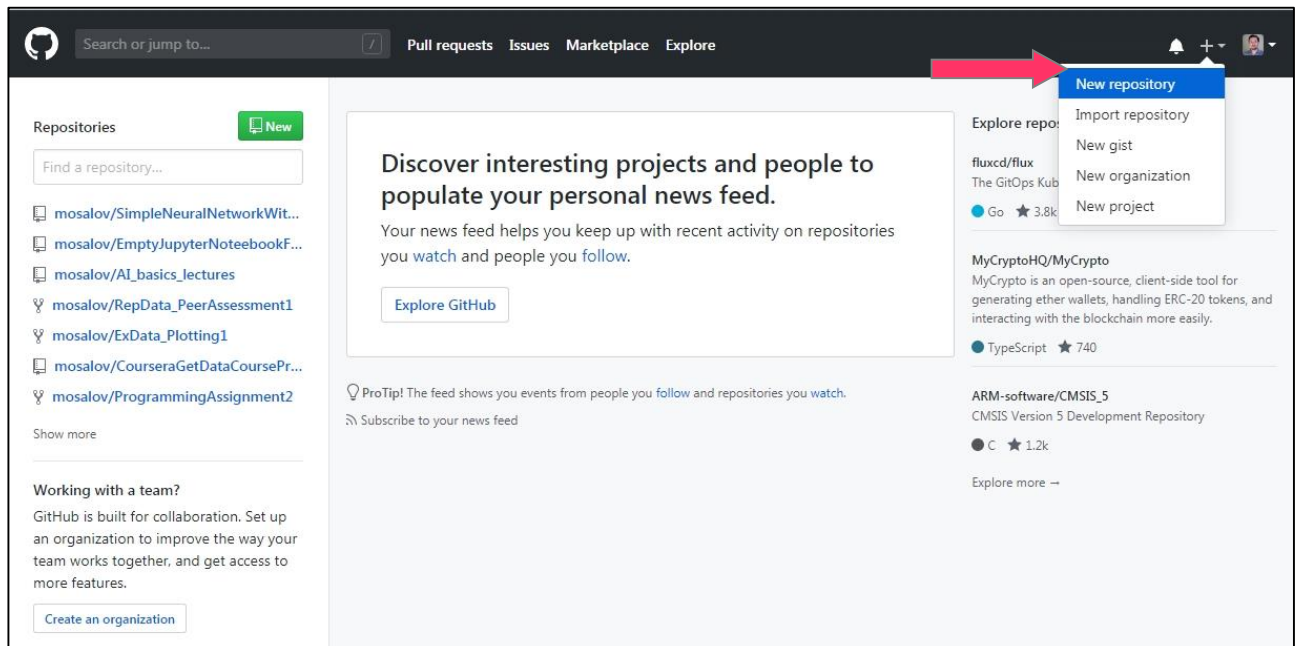 Search or jump to...
/
Pull requests Issues Marketplace Explore
New repository
Import repository
New gist
New organization
New project
Repositories
New
Find a repository...
mosalov/SimpleNeuralNetworkWit...
mosalov/EmptyJupyterNoteebookF...
mosalov/AI_basics_lectures
mosalov/RepData_PeerAssessment1
mosalov/ExData_Plotting1
mosalov/CourseraGetDataCoursePr...
mosalov/ProgrammingAssignment2
Show more
Working with a team?
GitHub is built for collaboration. Set up
an organization to improve the way your
team works together, and get access to
more features.
Create an organization
Discover interesting projects and people to
populate your personal news feed.
Your news feed helps you keep up with recent activity on repositories
you watch and people you follow.
Explore GitHub
ProTip! The feed shows you events from people you follow and repositories you watch.
Subscribe to your news feed
Explore repos
fluxcd/flux
The GitOps Kub
Go 3.8k
MyCryptoHQ/MyCrypto
MyCrypto is an open-source, client-side tool for
generating ether wallets, handling ERC-20 tokens, and
interacting with the blockchain more easily.
TypeScript 740
ARM-software/CMSIS_5
CMSIS Version 5 Development Repository
C 1.2k
Explore more →